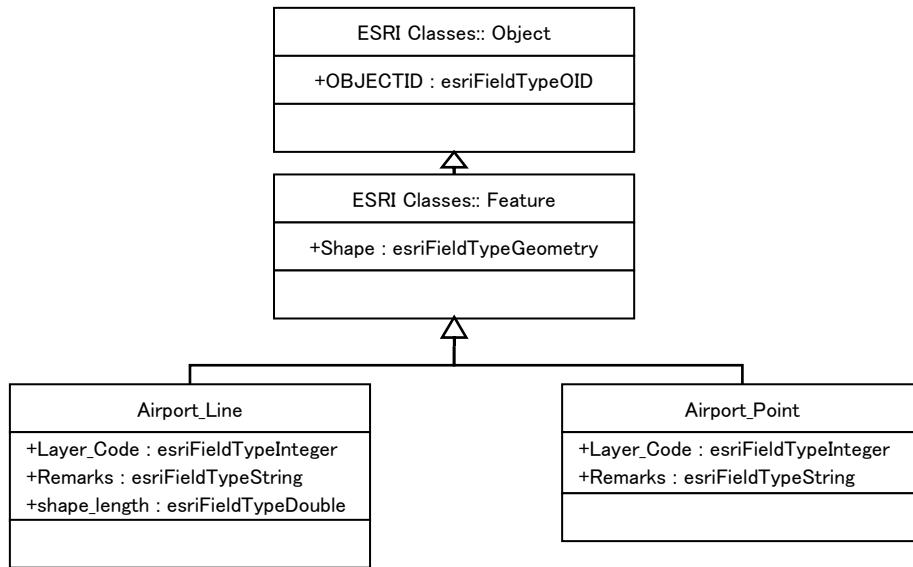 ESRI Classes:: Object
+OBJECTID : esriFieldTypeOID
ESRI Classes:: Feature
+Shape : esriFieldTypeGeometry
Airport_Line
+Layer_Code : esriFieldTypeInteger
+Remarks : esriFieldTypeString
+shape_length : esriFieldTypeDouble
Airport_Point
+Layer_Code : esriFieldTypeInteger
+Remarks : esriFieldTypeString